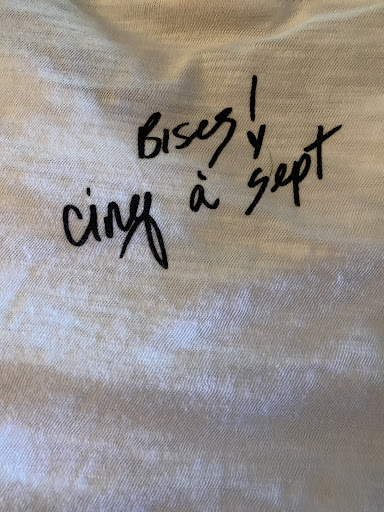 Bises!
cinq à sept